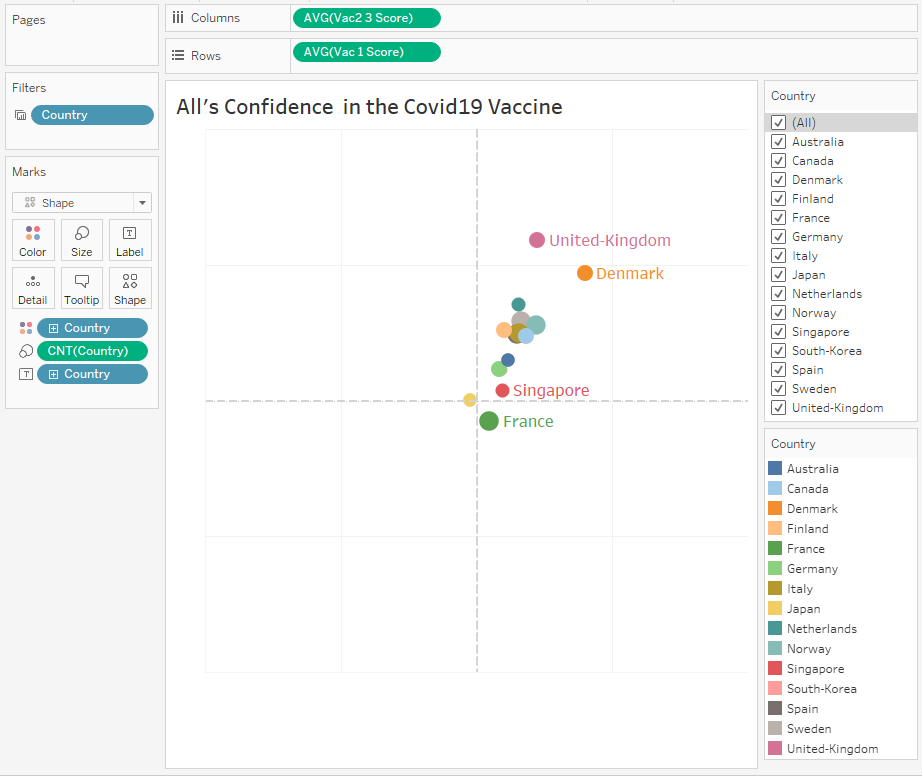 Pages
Columns
AVG(Vac2 3 Score)
Rows
AVG(Vac 1 Score)
Filters
Country
Marks
Shape
Color
Size
Label
Detail
Tooltip
Shape
Country
CNT(Country)
Country
All's Confidence in the Covid19 Vaccine
United-Kingdom
Denmark
Singapore
France
Country
(All)
Australia
Canada
Denmark
Finland
France
Germany
Italy
Japan
Netherlands
Norway
Singapore
South-Korea
Spain
Sweden
United-Kingdom
Country
Australia
Canada
Denmark
Finland
France
Germany
Italy
Japan
Netherlands
Norway
Singapore
South-Korea
Spain
Sweden
United-Kingdom